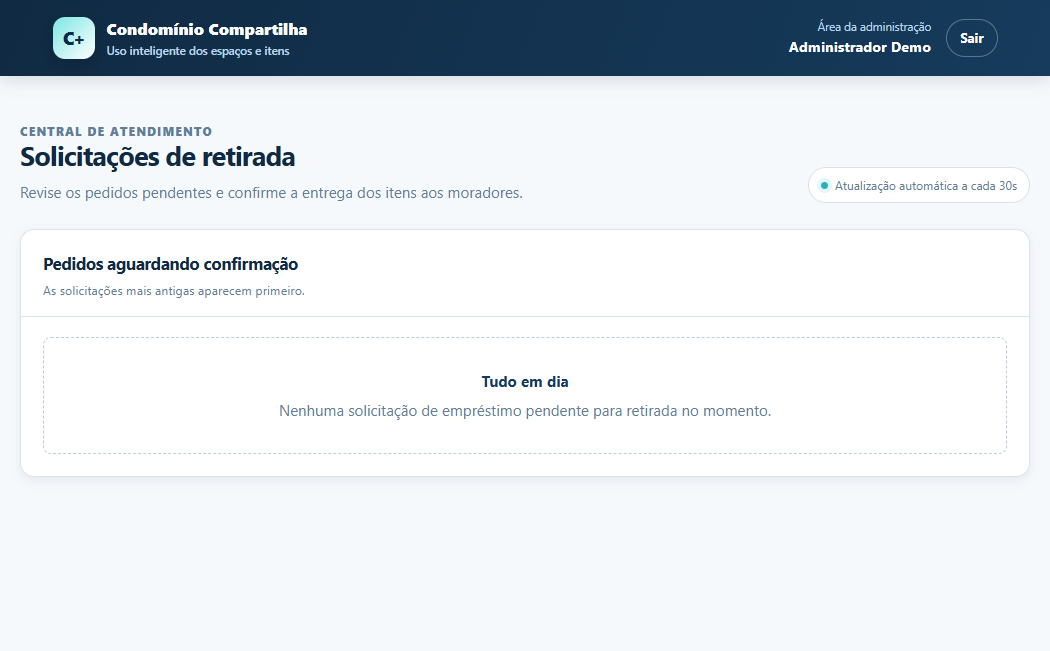 C+
Condomínio Compartilha
Uso inteligente dos espaços e itens
Área da administração
Administrador Demo
Sair
CENTRAL DE ATENDIMENTO
Solicitações de retirada
Revise os pedidos pendentes e confirme a entrega dos itens aos moradores.
Atualização automática a cada 30s
Pedidos aguardando confirmação
As solicitações mais antigas aparecem primeiro.
Tudo em dia
Nenhuma solicitação de empréstimo pendente para retirada no momento.